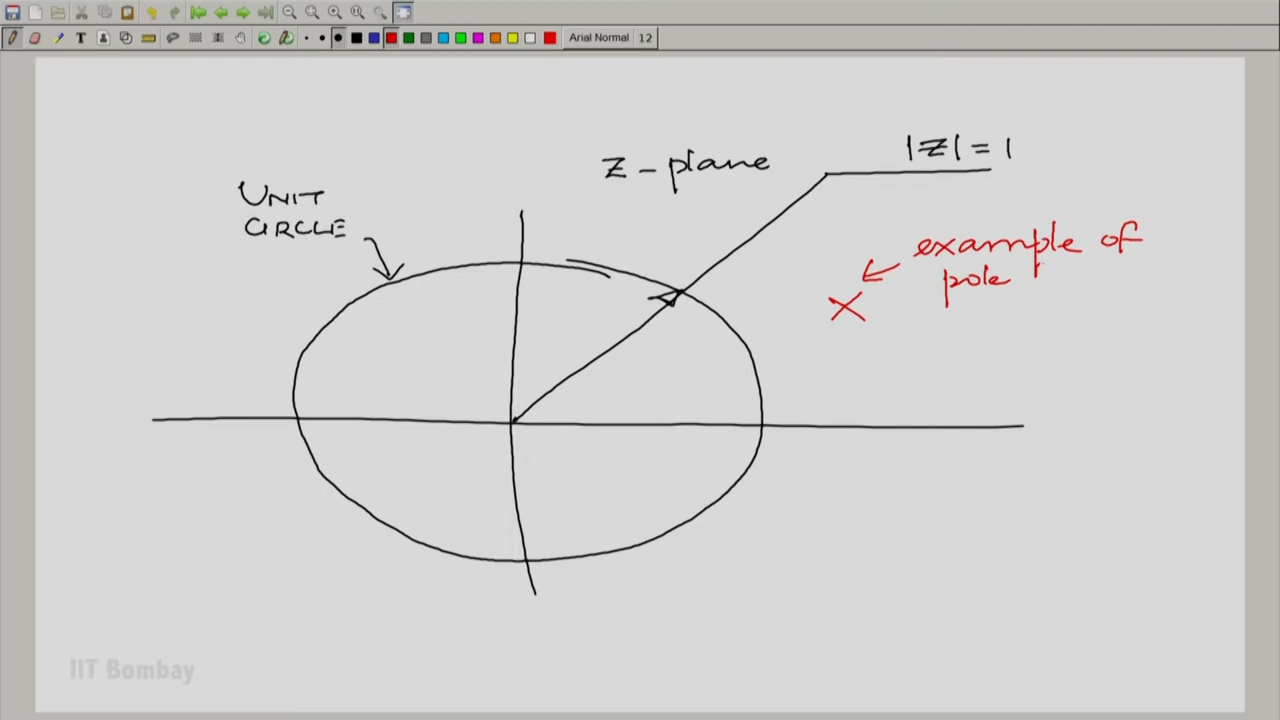 Arial Normal 12
Z - plane
|Z| = 1
UNIT
CIRCLE
example of
pole
IIT Bombay